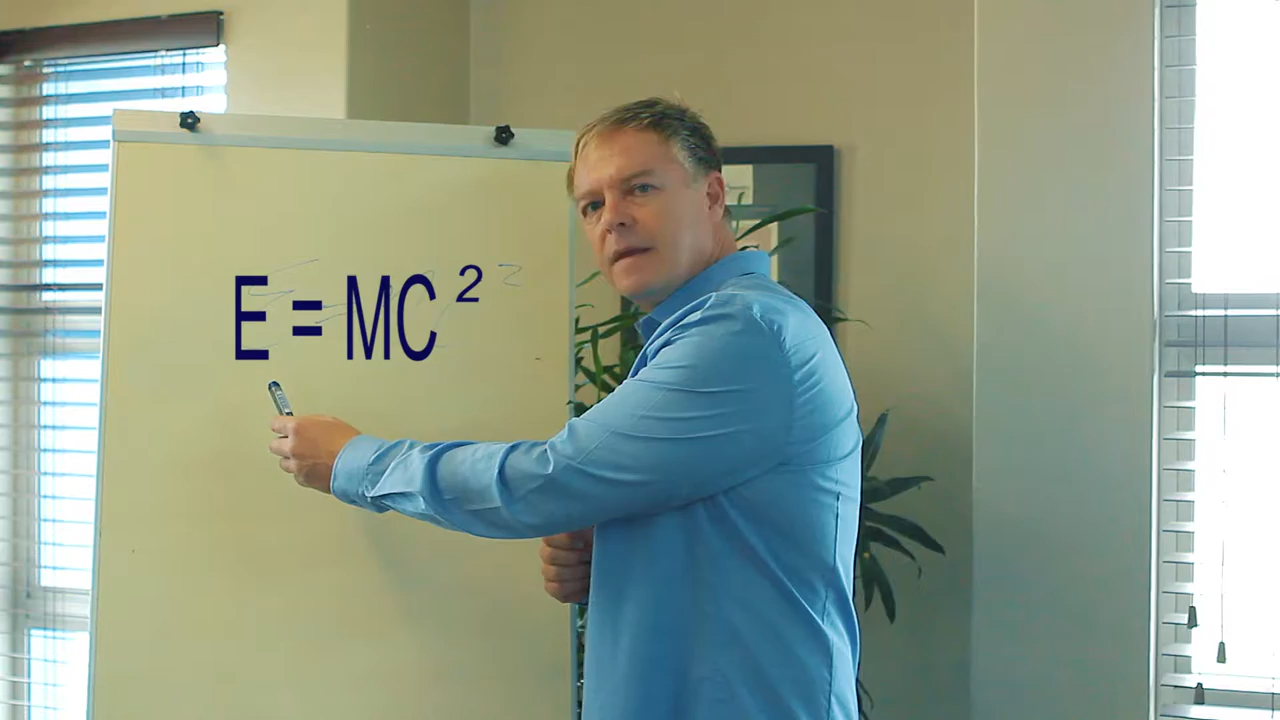 E = MC²